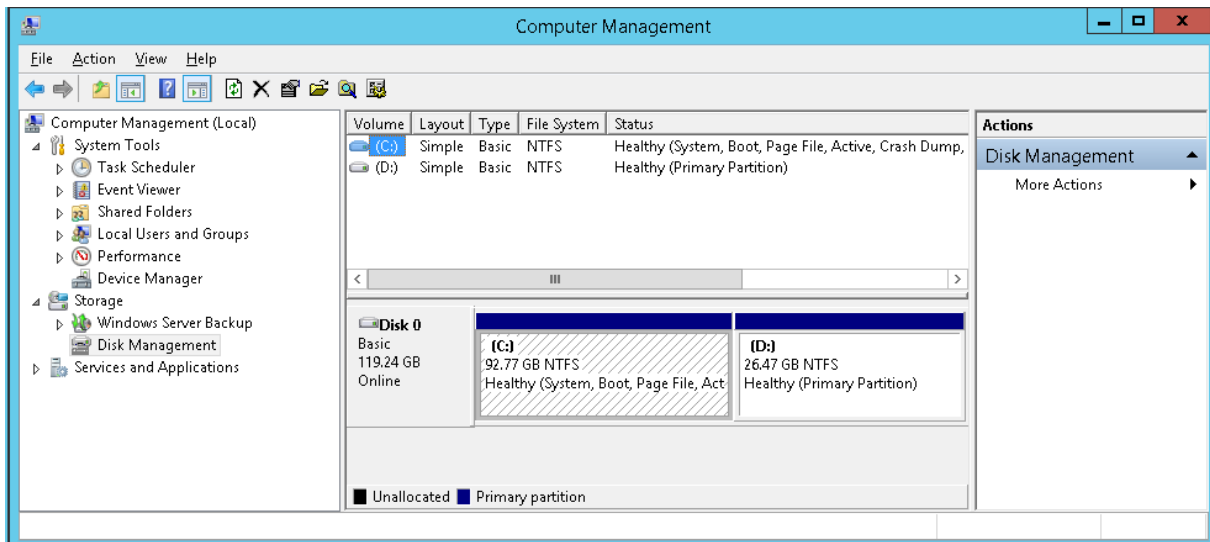 Computer Management
File Action View Help
Computer Management (Local)
System Tools
Task Scheduler
Event Viewer
Shared Folders
Local Users and Groups
Performance
Device Manager
Storage
Windows Server Backup
Disk Management
Services and Applications
Volume Layout Type File System Status
(C:) Simple Basic NTFS Healthy (System, Boot, Page File, Active, Crash Dump,
(D:) Simple Basic NTFS Healthy (Primary Partition)
Disk 0
Basic
119.24 GB
Online
(C:)
92.77 GB NTFS
Healthy (System, Boot, Page File, Act
(D:)
26.47 GB NTFS
Healthy (Primary Partition)
Unallocated Primary partition
Actions
Disk Management
More Actions